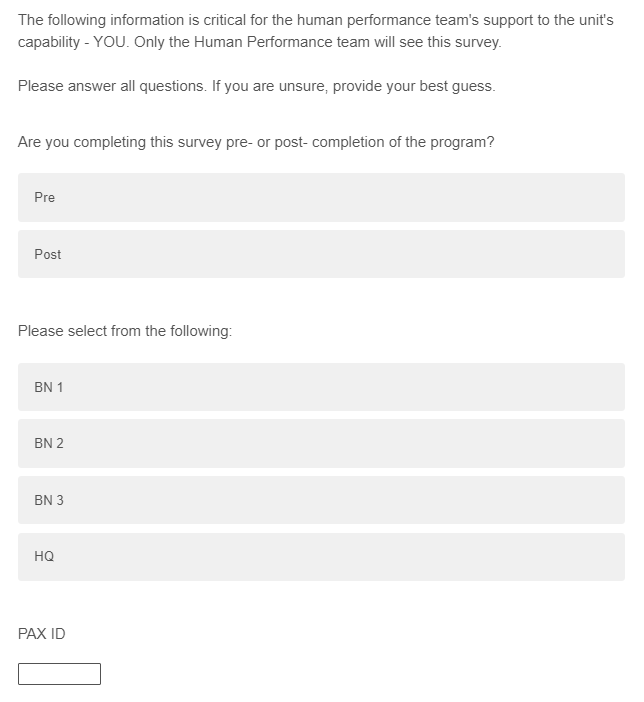 The following information is critical for the human performance team's support to the unit's
capability - YOU. Only the Human Performance team will see this survey.
Please answer all questions. If you are unsure, provide your best guess.
Are you completing this survey pre- or post- completion of the program?
Pre
Post
Please select from the following:
BN 1
BN 2
BN 3
HQ
PAX ID